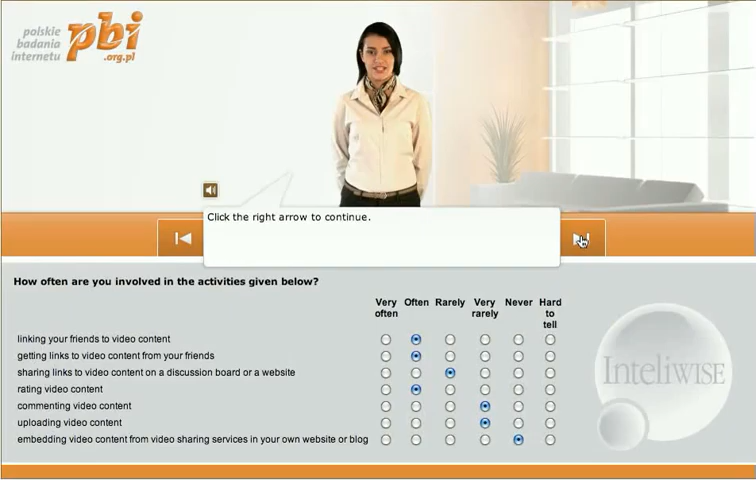 polskie
badania
internetu
pbi
.org.pl
Click the right arrow to continue.
How often are you involved in the activities given below?
Very often Often Rarely Very rarely Never Hard to tell
linking your friends to video content
getting links to video content from your friends
sharing links to video content on a discussion board or a website
rating video content
commenting video content
uploading video content
embedding video content from video sharing services in your own website or blog
InteliWISE